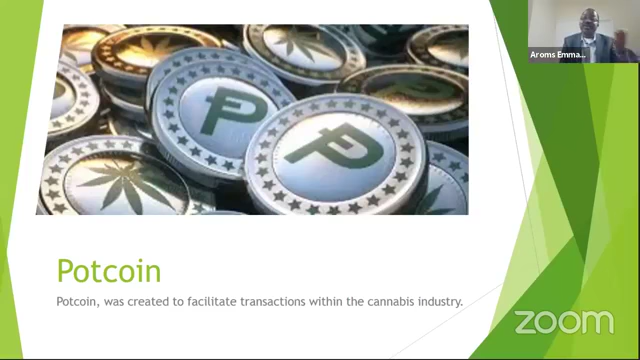 Aroms Emma...
Potcoin
Potcoin, was created to facilitate transactions within the cannabis industry.
zoom